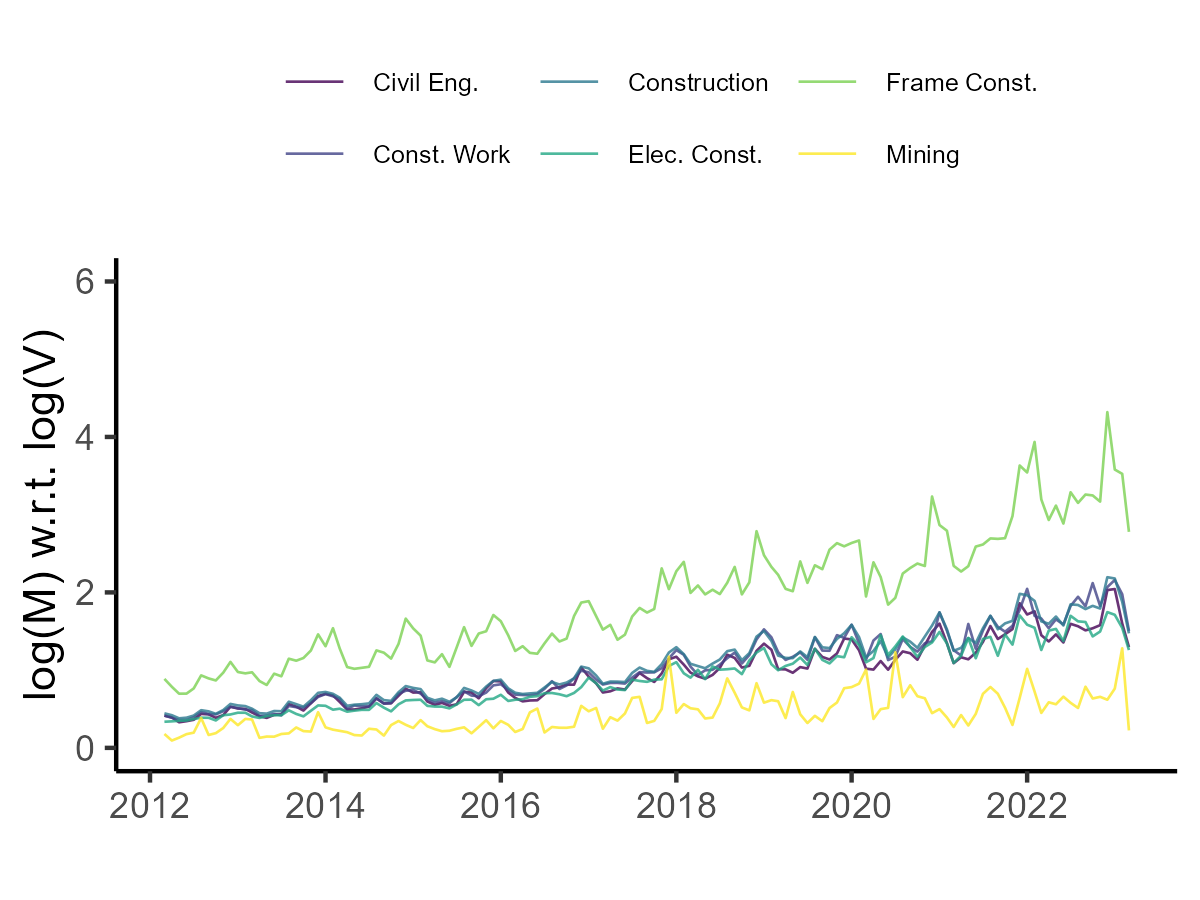 Civil Eng. Construction Frame Const.
Const. Work Elec. Const. Mining
log(M) w.r.t. log(V)
6
4
2
0
2012 2014 2016 2018 2020 2022